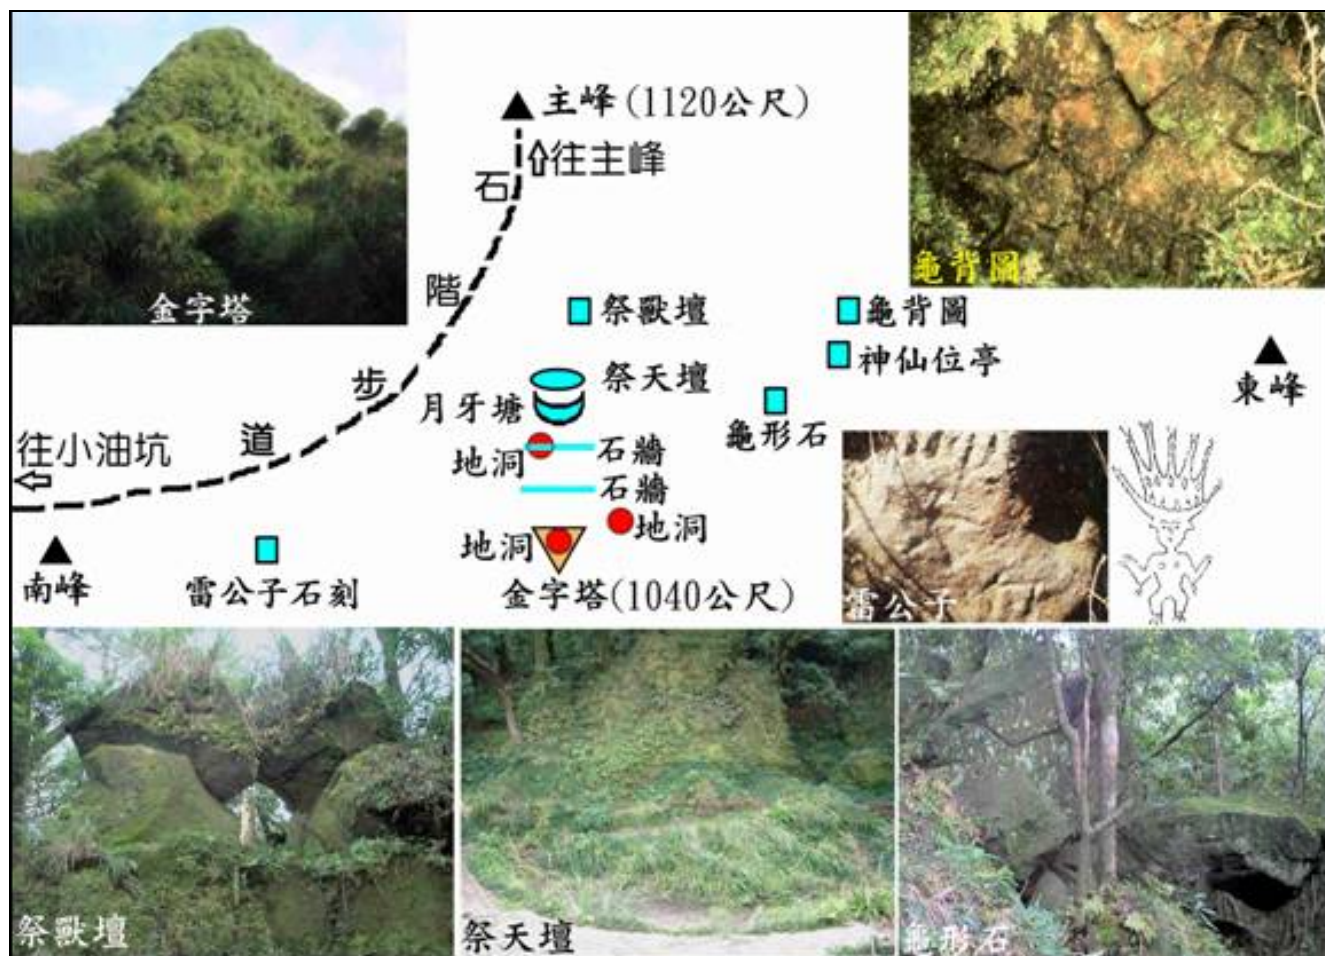 主峰(1120公尺)
往主峰
石
階
步
道
金字塔
龜背圖
祭獸壇
龜背圖
神仙位亭
祭天壇
東峰
月牙塘
龜形石
往小油坑
地洞
石牆
石牆
地洞
地洞
南峰
雷公子石刻
金字塔(1040公尺)
雷公子
祭獸壇
祭天壇
龜形石